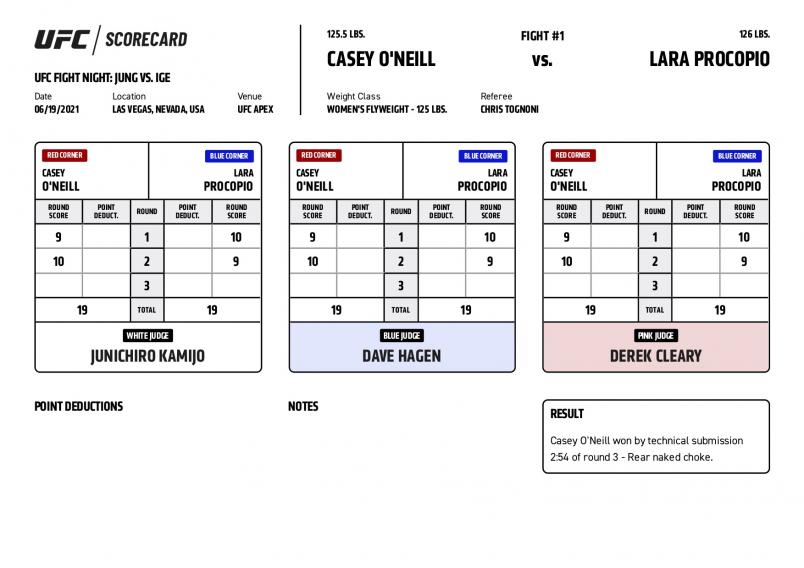 UFC / SCORECARD
UFC FIGHT NIGHT: JUNG VS. IGE
Date Location Venue
06/19/2021 LAS VEGAS, NEVADA, USA UFC APEX
125.5 LBS. FIGHT #1 126 LBS.
CASEY O'NEILL VS. LARA PROCOPIO
Weight Class Referee
WOMEN'S FLYWEIGHT - 125 LBS. CHRIS TOGNONI
RED CORNER BLUE CORNER
CASEY LARA
O'NEILL PROCOPIO
ROUND SCORE POINT DEDUCT. ROUND POINT DEDUCT. ROUND SCORE
9 1 10
10 2 9
3
19 TOTAL 19
WHITE JUDGE
JUNICHIRO KAMIJO
RED CORNER BLUE CORNER
CASEY LARA
O'NEILL PROCOPIO
ROUND SCORE POINT DEDUCT. ROUND POINT DEDUCT. ROUND SCORE
9 1 10
10 2 9
3
19 TOTAL 19
BLUE JUDGE
DAVE HAGEN
RED CORNER BLUE CORNER
CASEY LARA
O'NEILL PROCOPIO
ROUND SCORE POINT DEDUCT. ROUND POINT DEDUCT. ROUND SCORE
9 1 10
10 2 9
3
19 TOTAL 19
PINK JUDGE
DEREK CLEARY
POINT DEDUCTIONS
NOTES
RESULT
Casey O'Neill won by technical submission
2:54 of round 3 - Rear naked choke.